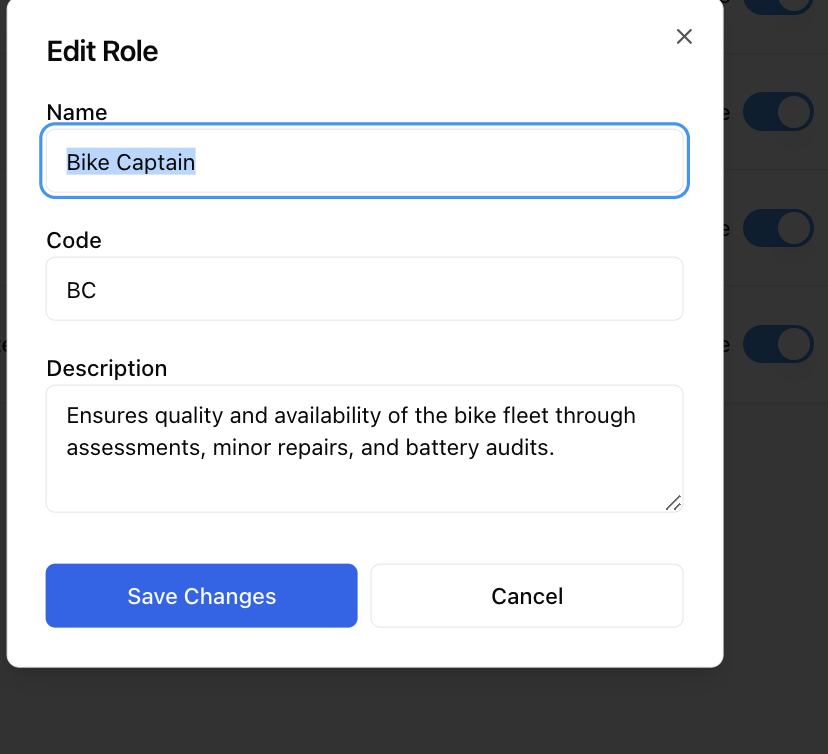 Edit Role
Name
Bike Captain
Code
BC
Description
Ensures quality and availability of the bike fleet through
assessments, minor repairs, and battery audits.
Save Changes
Cancel